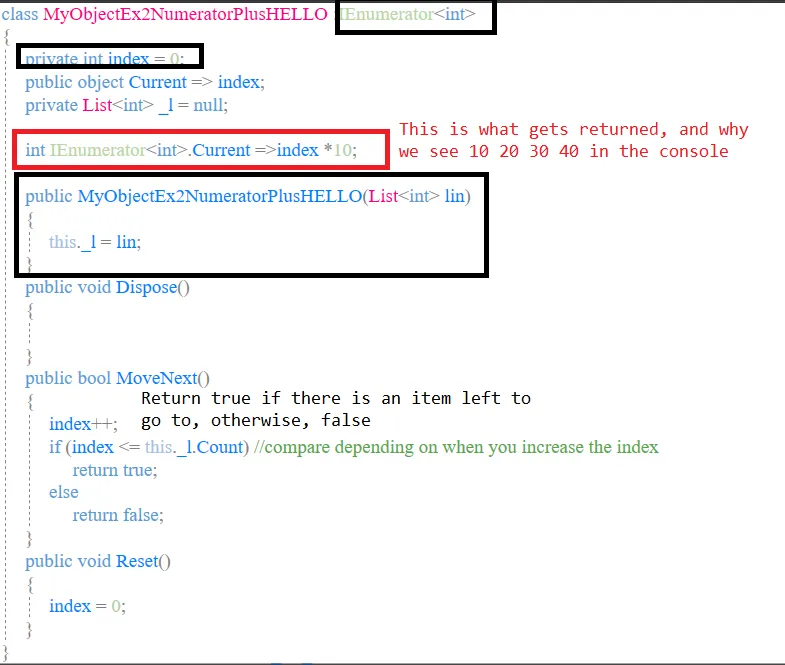 class MyObjectEx2NumeratorPlusHELLO :IEnumerator<int>
{
private int index = 0;
public object Current => index;
private List<int> _l = null;
int IEnumerator<int>.Current =>index *10;
This is what gets returned, and why
we see 10 20 30 40 in the console
public MyObjectEx2NumeratorPlusHELLO(List<int> lin)
{
this._l = lin;
}
public void Dispose()
{
}
public bool MoveNext()
{
Return true if there is an item left to
go to, otherwise, false
index++;
if (index <= this._l.Count) //compare depending on when you increase the index
return true;
else
return false;
}
public void Reset()
{
index = 0;
}
}